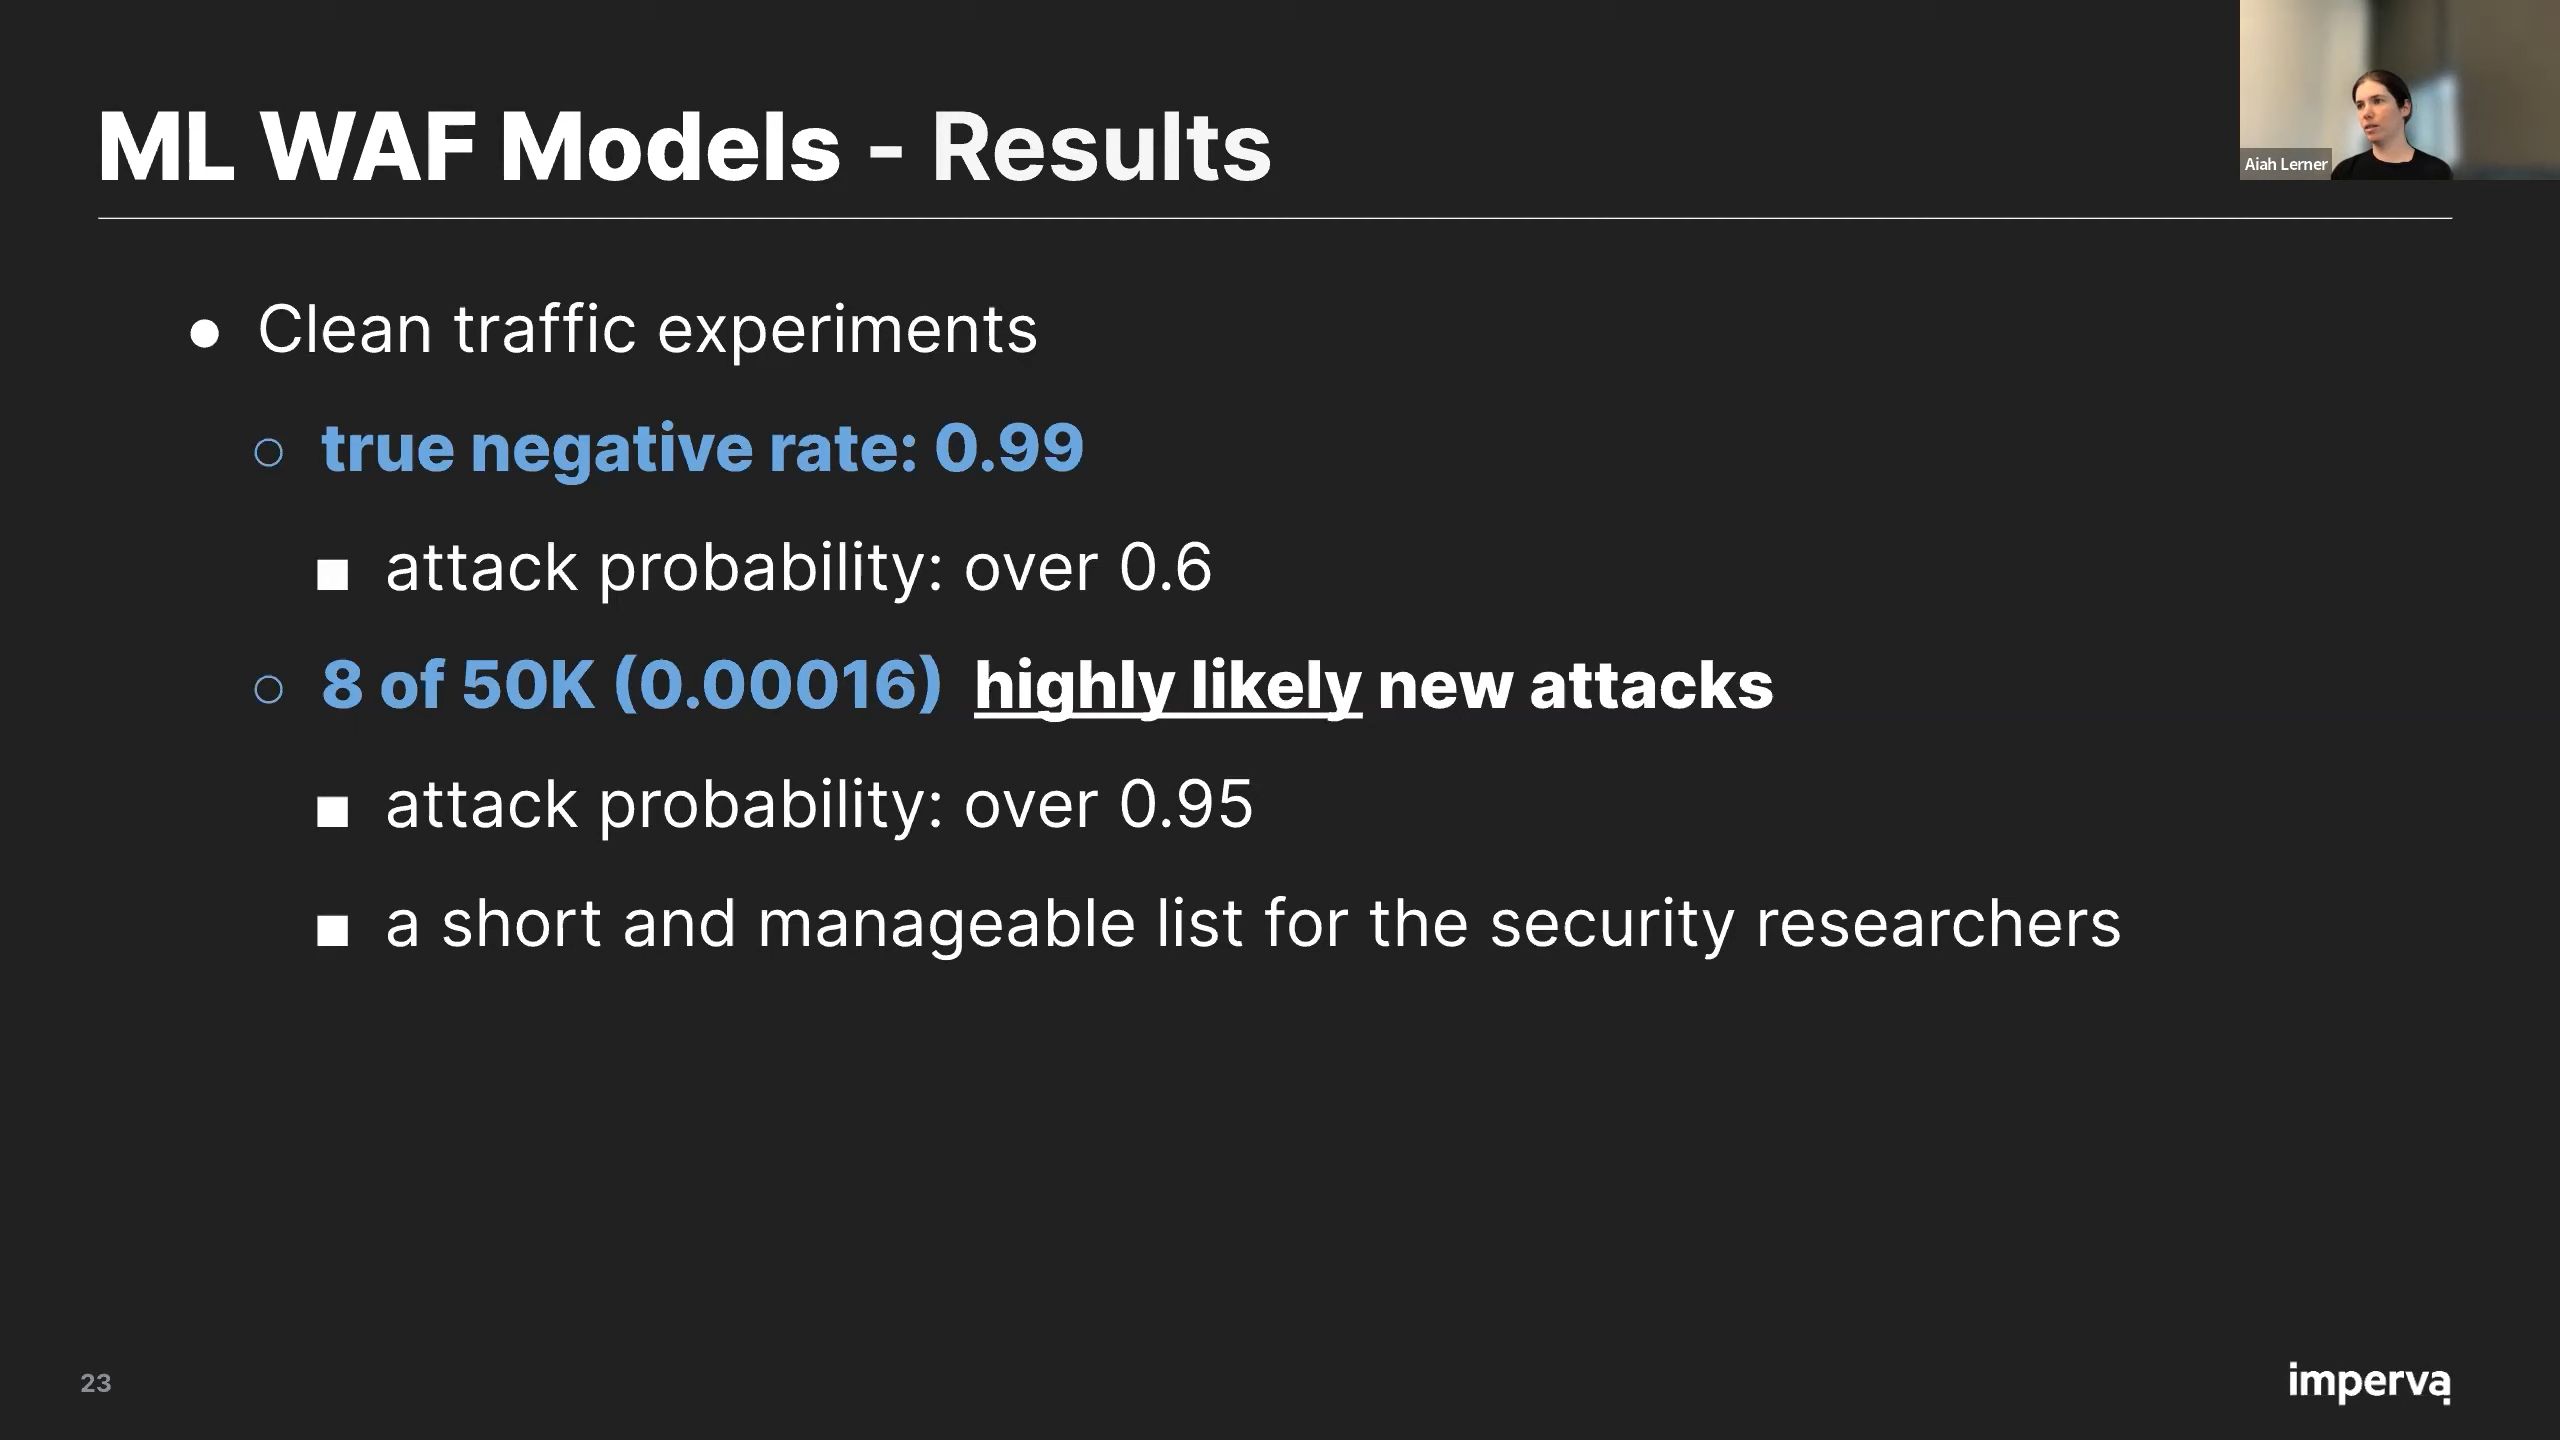 ML WAF Models - Results
Aiah Lerner
● Clean traffic experiments
○ true negative rate: 0.99
■ attack probability: over 0.6
○ 8 of 50K (0.00016) highly likely new attacks
■ attack probability: over 0.95
■ a short and manageable list for the security researchers
23
imperva